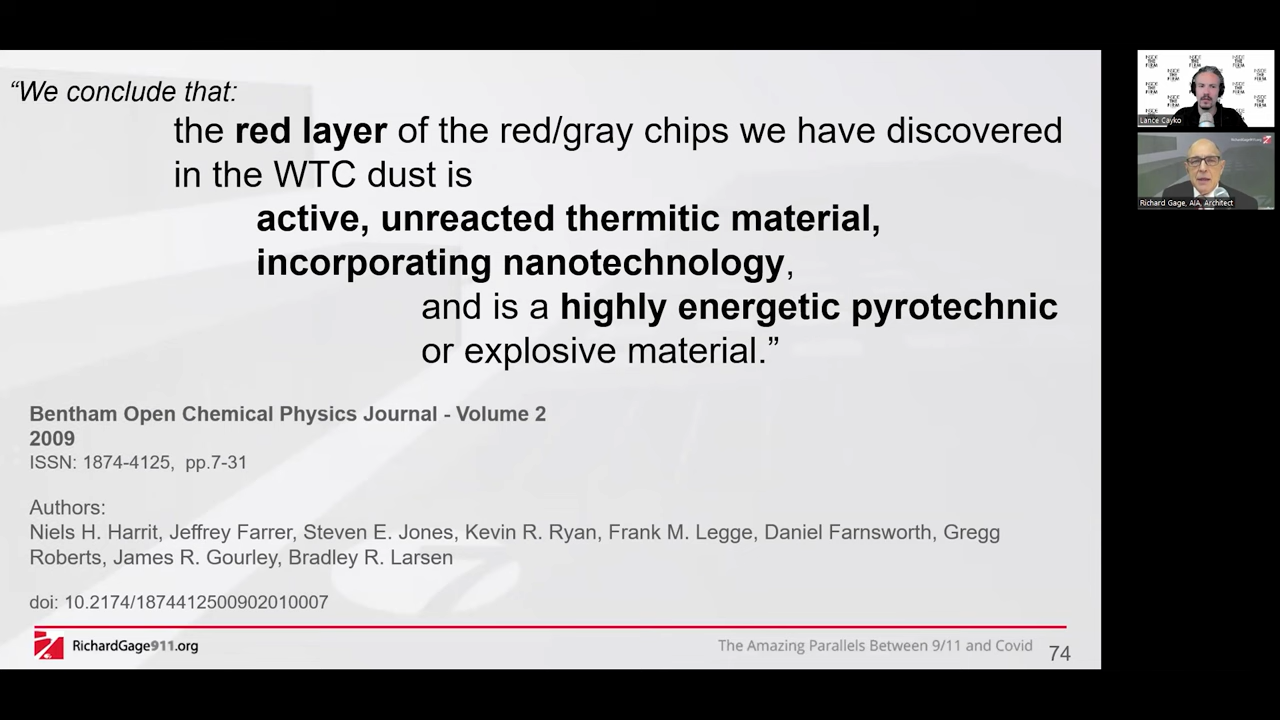 “We conclude that:
the red layer of the red/gray chips we have discovered
in the WTC dust is
active, unreacted thermitic material,
incorporating nanotechnology,
and is a highly energetic pyrotechnic
or explosive material.”
Bentham Open Chemical Physics Journal - Volume 2
2009
ISSN: 1874-4125, pp.7-31
Authors:
Niels H. Harrit, Jeffrey Farrer, Steven E. Jones, Kevin R. Ryan, Frank M. Legge, Daniel Farnsworth, Gregg
Roberts, James R. Gourley, Bradley R. Larsen
doi: 10.2174/1874412500902010007
RichardGage911.org
The Amazing Parallels Between 9/11 and Covid
74
Lance Cayko
Richard Gage, AIA, Architect